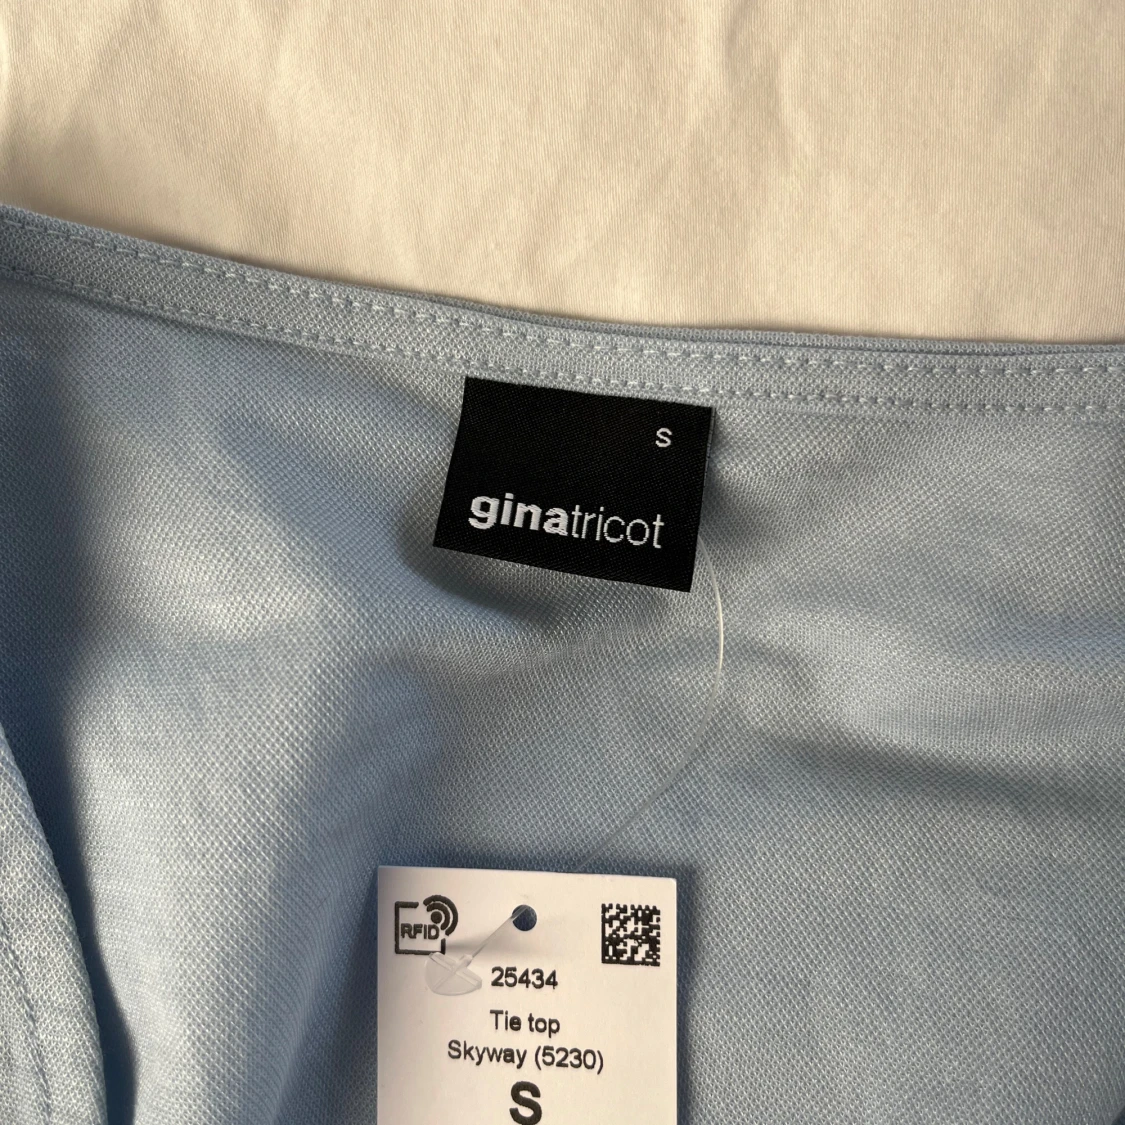 S
ginatricot
RFID
25434
Tie top
Skyway (5230)
S